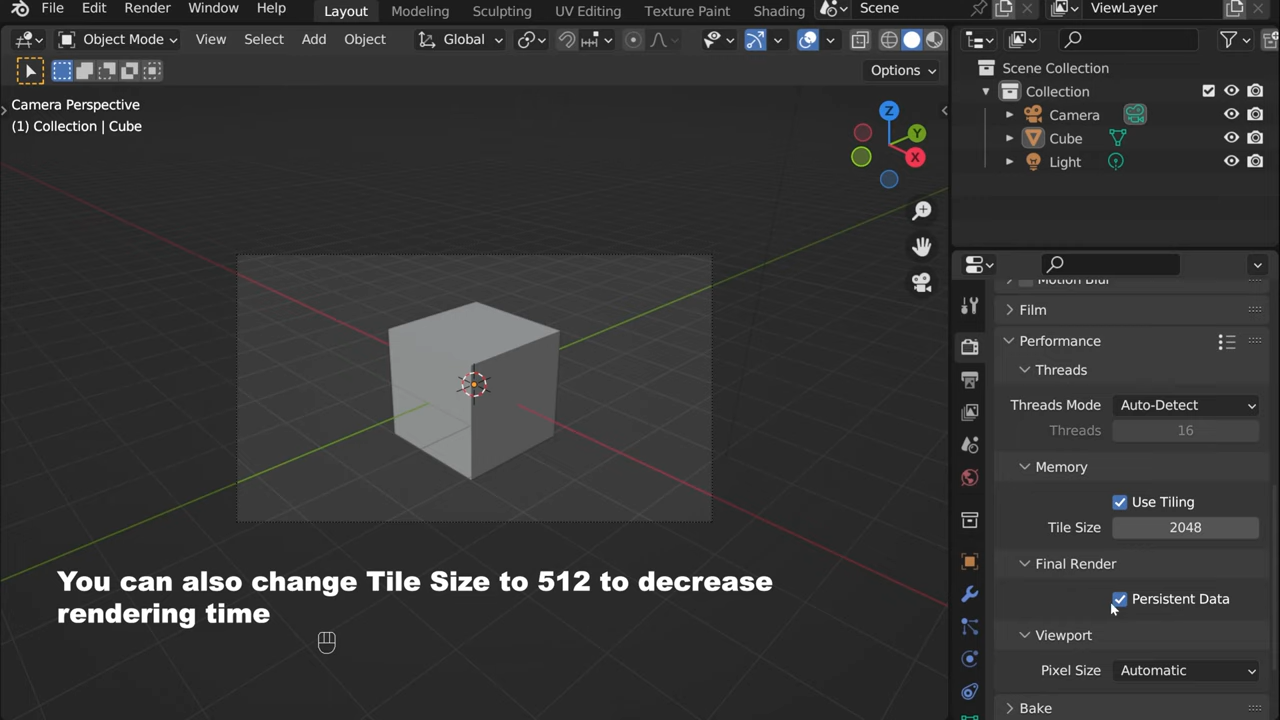 File Edit Render Window Help Layout Modeling Sculpting UV Editing Texture Paint Shading Scene ViewLayer
Object Mode View Select Add Object Global
Options
Camera Perspective
(1) Collection | Cube
Z
Y
X
Scene Collection
Collection
Camera
Cube
Light
Motion Blur
Film
Performance
Threads
Threads Mode Auto-Detect
Threads 16
Memory
Use Tiling
Tile Size 2048
Final Render
Persistent Data
Viewport
Pixel Size Automatic
Bake
You can also change Tile Size to 512 to decrease
rendering time